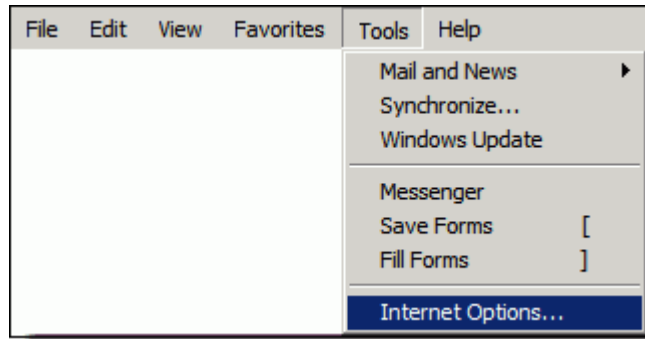 File Edit View Favorites Tools Help
Mail and News
Synchronize...
Windows Update
Messenger
Save Forms [
Fill Forms ]
Internet Options...